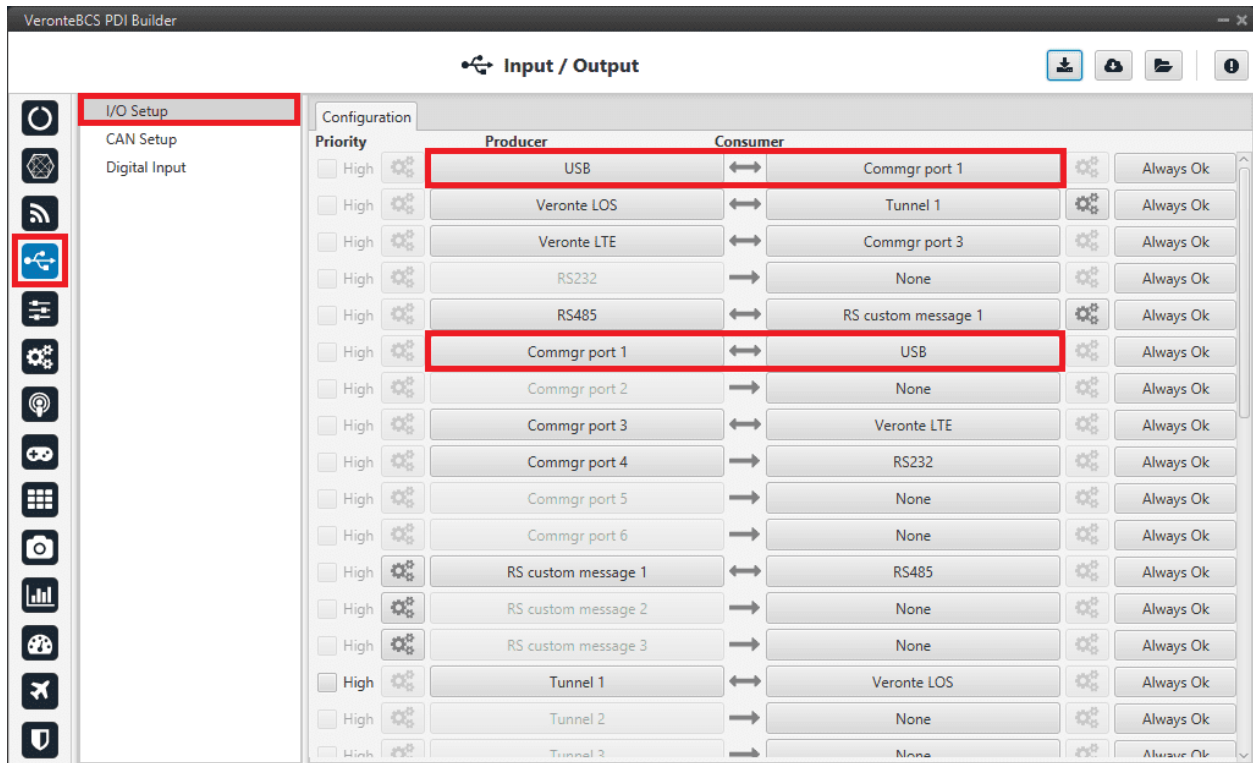 VeronteBCS PDI Builder
Input / Output
I/O Setup
CAN Setup
Digital Input
Configuration
Priority Producer Consumer
High USB Commgr port 1 Always Ok
High Veronte LOS Tunnel 1 Always Ok
High Veronte LTE Commgr port 3 Always Ok
High RS232 None Always Ok
High RS485 RS custom message 1 Always Ok
High Commgr port 1 USB Always Ok
High Commgr port 2 None Always Ok
High Commgr port 3 Veronte LTE Always Ok
High Commgr port 4 RS232 Always Ok
High Commgr port 5 None Always Ok
High Commgr port 6 None Always Ok
High RS custom message 1 RS485 Always Ok
High RS custom message 2 None Always Ok
High RS custom message 3 None Always Ok
High Tunnel 1 Veronte LOS Always Ok
High Tunnel 2 None Always Ok
High Tunnel 3 None Always Ok